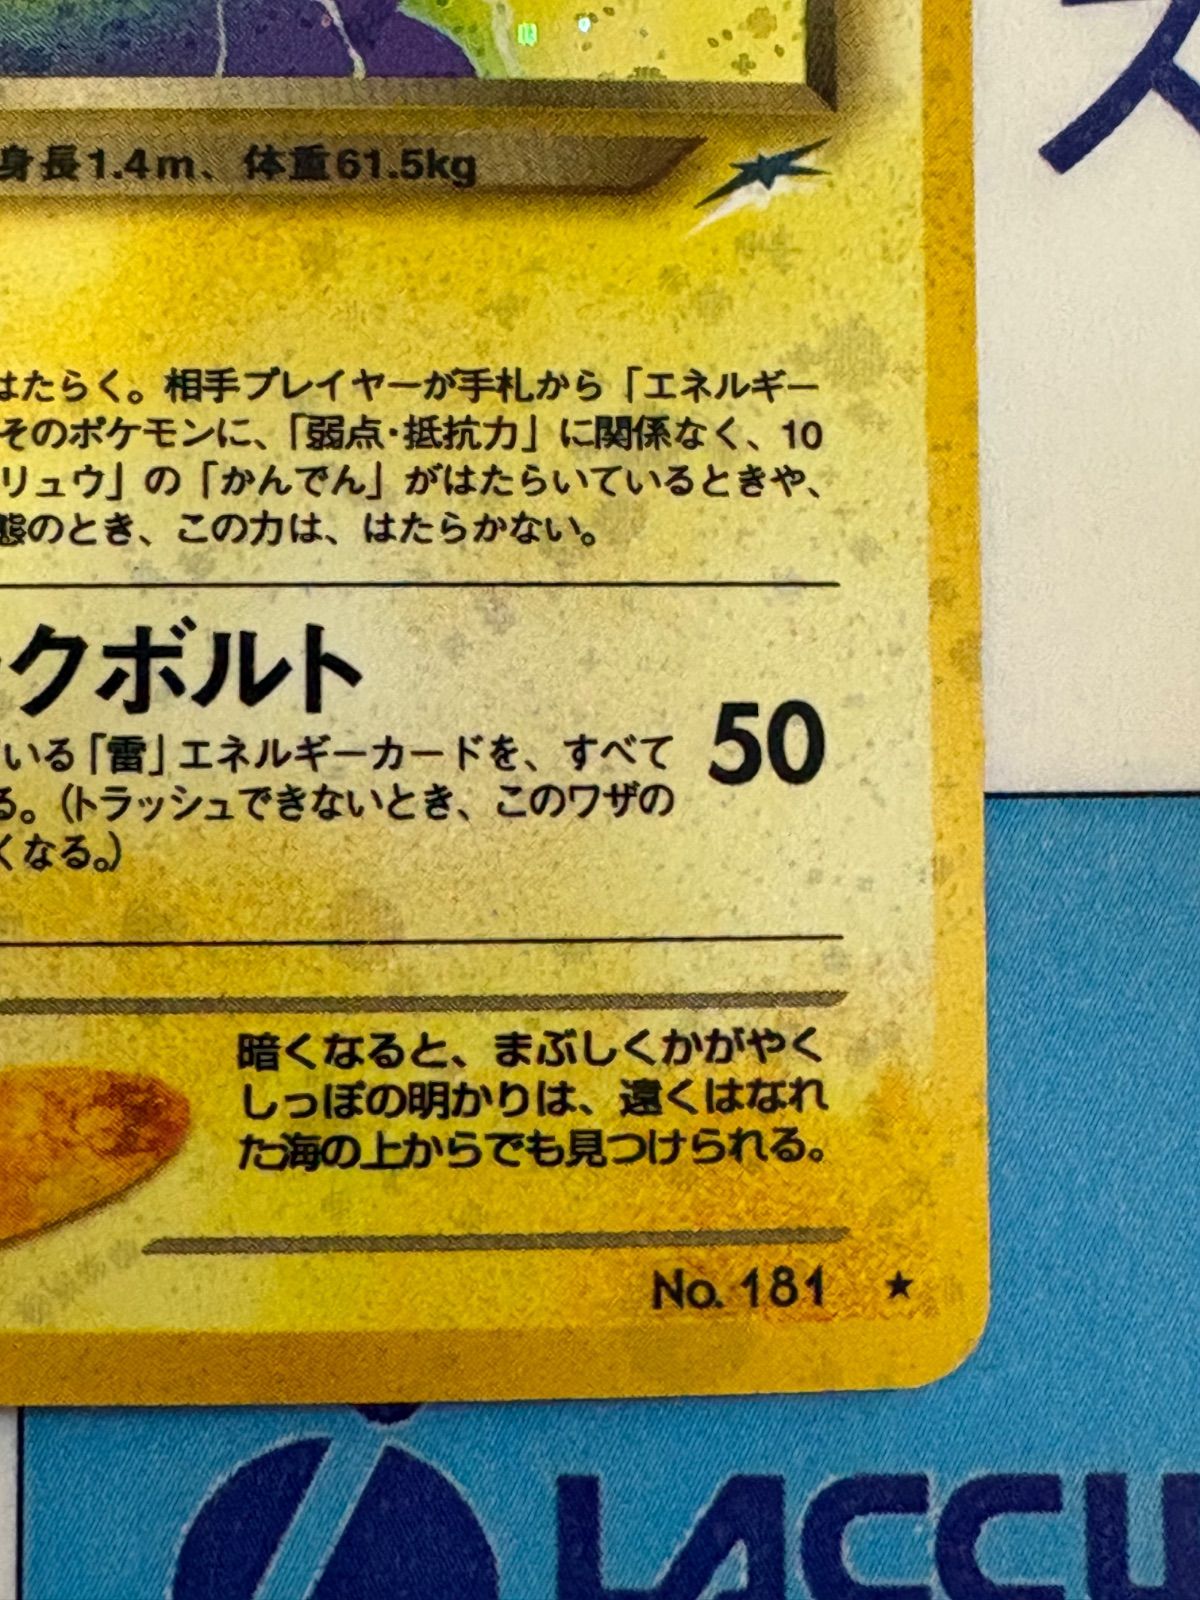 ス
身長1.4m、体重61.5kg
はたらく。相手プレイヤーが手札から「エネルギー
そのポケモンに、「弱点・抵抗力」に関係なく、10
リュウ」の「かんでん」がはたらいているときや、
態のとき、この力は、はたらかない。
クボルト
いる「雷」エネルギーカードを、すべて
る。(トラッシュできないとき、このワザの
くなる。)
50
暗くなると、まぶしくかがやく
しっぽの明かりは、遠くはなれ
た海の上からでも見つけられる。
No. 181 ★
LACCU